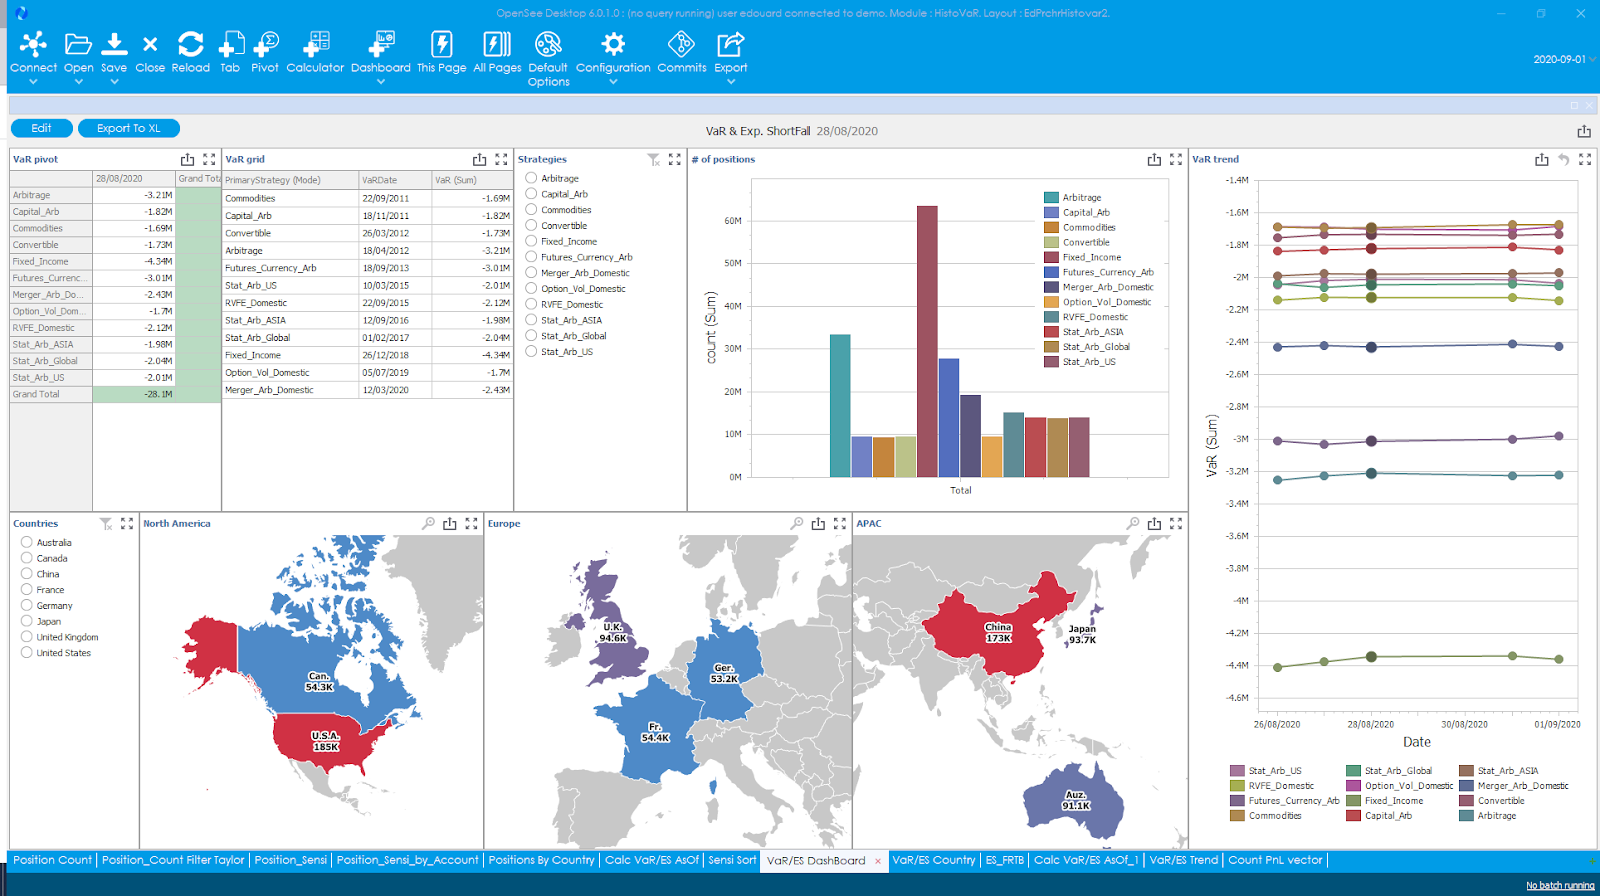 OpenSee Desktop 6.0.1.0 : (no query running) user edouard connected to demo. Module : HistoVaR. Layout : EdPrchrHistovar2.
Connect Open Save Close Reload Tab Pivot Calculator Dashboard This Page All Pages Default Options Configuration Commits Export
2020-09-01
Edit Export To XL
VaR & Exp. ShortFall 28/08/2020
VaR pivot
28/08/2020 Grand Tota
Arbitrage -3.21M
Capital_Arb -1.82M
Commodities -1.69M
Convertible -1.73M
Fixed_Income -4.34M
Futures_Currenc... -3.01M
Merger_Arb_Do... -2.43M
Option_Vol_Dom... -1.7M
RVFE_Domestic -2.12M
Stat_Arb_ASIA -1.98M
Stat_Arb_Global -2.04M
Stat_Arb_US -2.01M
Grand Total -28.1M
VaR grid
PrimaryStrategy (Mode) VaRDate VaR (Sum)
Commodities 22/09/2011 -1.69M
Capital_Arb 18/11/2011 -1.82M
Convertible 26/03/2012 -1.73M
Arbitrage 18/04/2012 -3.21M
Futures_Currency_Arb 18/09/2013 -3.01M
Stat_Arb_US 10/03/2015 -2.01M
RVFE_Domestic 22/09/2015 -2.12M
Stat_Arb_ASIA 12/09/2016 -1.98M
Stat_Arb_Global 01/02/2017 -2.04M
Fixed_Income 26/12/2018 -4.34M
Option_Vol_Domestic 05/07/2019 -1.7M
Merger_Arb_Domestic 12/03/2020 -2.43M
Strategies
Arbitrage
Capital_Arb
Commodities
Convertible
Fixed_Income
Futures_Currency_Arb
Merger_Arb_Domestic
Option_Vol_Domestic
RVFE_Domestic
Stat_Arb_ASIA
Stat_Arb_Global
Stat_Arb_US
# of positions
count (Sum)
60M
50M
40M
30M
20M
10M
0M
Total
Arbitrage
Capital_Arb
Commodities
Convertible
Fixed_Income
Futures_Currency_Arb
Merger_Arb_Domestic
Option_Vol_Domestic
RVFE_Domestic
Stat_Arb_ASIA
Stat_Arb_Global
Stat_Arb_US
VaR trend
VaR (Sum)
-1.4M
-1.6M
-1.8M
-2M
-2.2M
-2.4M
-2.6M
-2.8M
-3M
-3.2M
-3.4M
-3.6M
-3.8M
-4M
-4.2M
-4.4M
-4.6M
26/08/2020 28/08/2020 30/08/2020 01/09/2020
Date
Stat_Arb_US Stat_Arb_Global Stat_Arb_ASIA
RVFE_Domestic Option_Vol_Domestic Merger_Arb_Domestic
Futures_Currency_Arb Fixed_Income Convertible
Commodities Capital_Arb Arbitrage
Countries
Australia
Canada
China
France
Germany
Japan
United Kingdom
United States
North America
Can.
54.3K
U.S.A.
185K
Europe
U.K.
94.6K
Ger.
53.2K
Fr.
54.4K
APAC
China
173K
Japan
93.7K
Auz.
91.1K
Position Count Position_Count Filter Taylor Position_Sensi Position_Sensi_by_Account Positions By Country Calc VaR/ES AsOf Sensi Sort VaR/ES DashBoard × VaR/ES Country ES_FRTB Calc VaR/ES AsOf_1 VaR/ES Trend Count PnL vector
No batch running